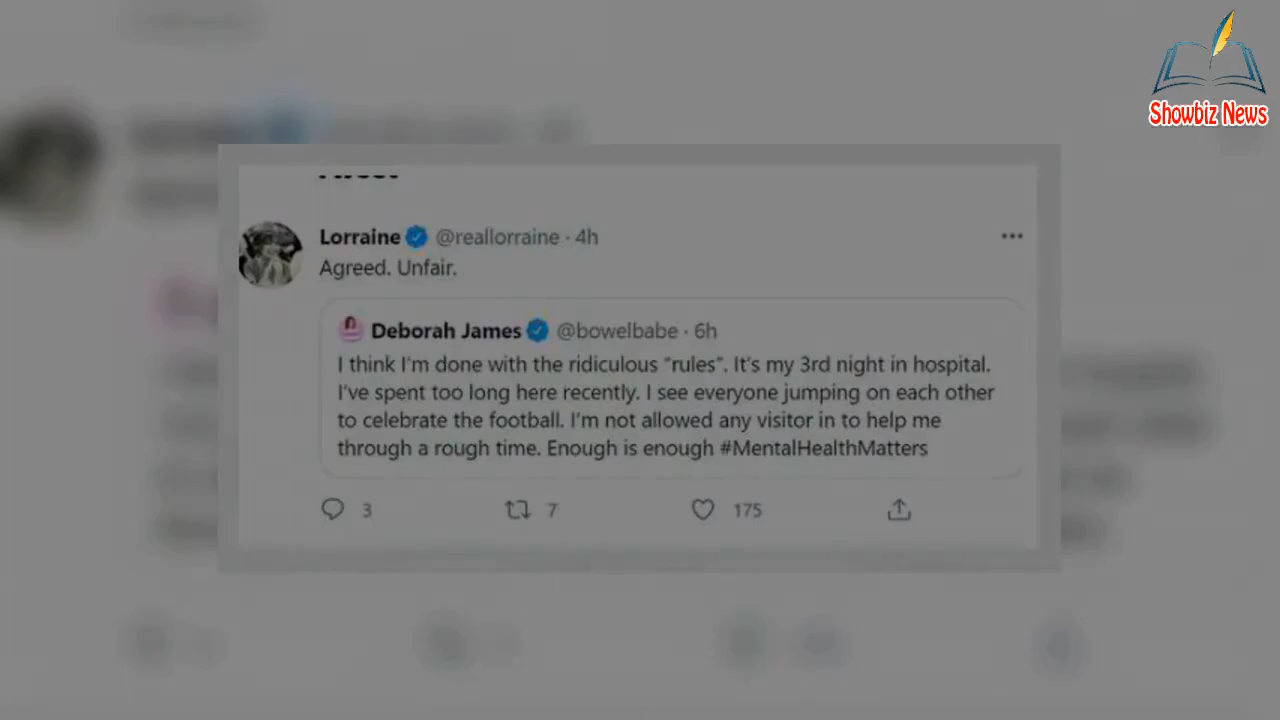 Showbiz News
Lorraine @reallorraine · 4h
Agreed. Unfair.
Deborah James @bowelbabe · 6h
I think I'm done with the ridiculous "rules". It's my 3rd night in hospital.
I've spent too long here recently. I see everyone jumping on each other
to celebrate the football. I'm not allowed any visitor in to help me
through a rough time. Enough is enough #MentalHealthMatters
3 7 175